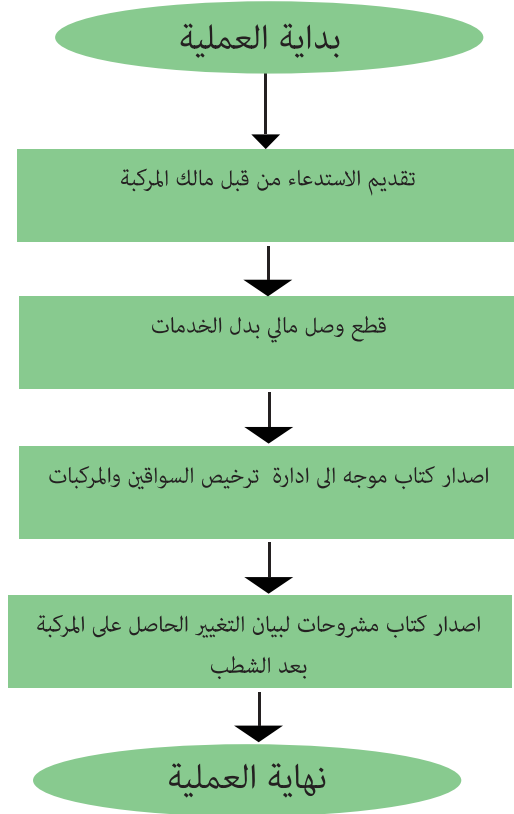 بداية العملية
تقديم الاستدعاء من قبل مالك المركبة
قطع وصل مالي بدل الخدمات
اصدار كتاب موجه الى ادارة ترخيص السواقين والمركبات
اصدار كتاب مشروحات لبيان التغيير الحاصل على المركبة
بعد الشطب
نهاية العملية